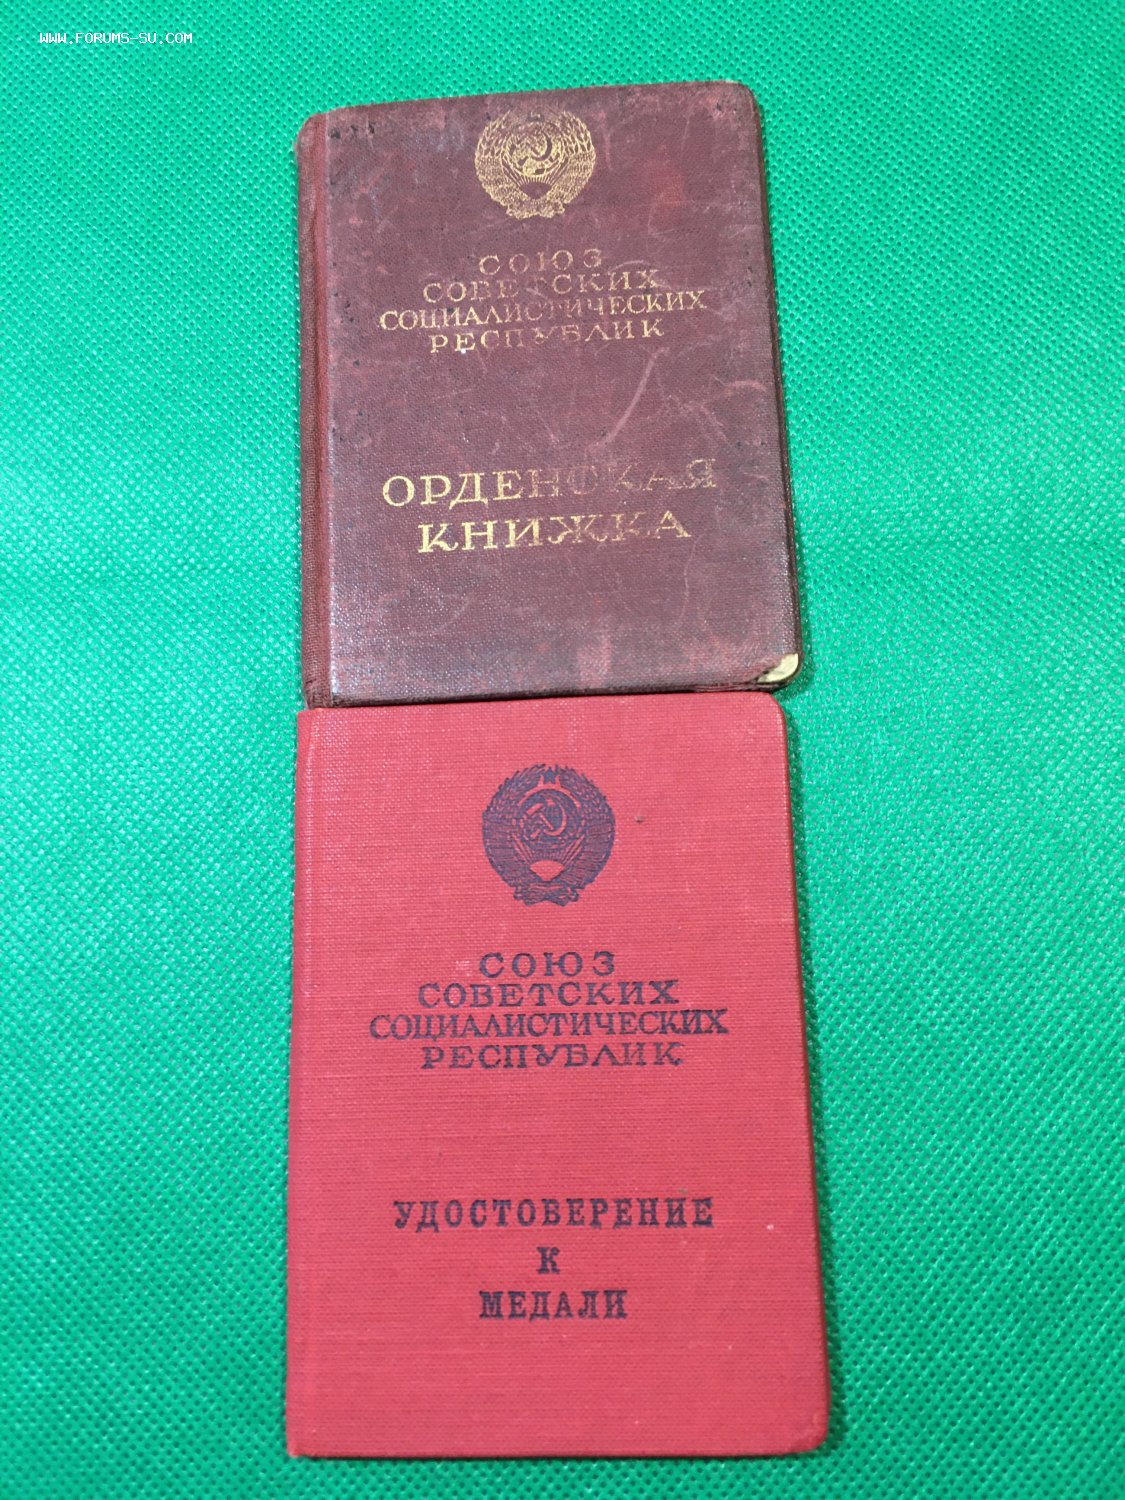 WWW.FORUMS-SU.COM
СОЮЗ
СОВЕТСКИХ
СОЦИАЛИСТИЧЕСКИХ
РЕСПУБЛИК
ОРДЕНСКАЯ
КНИЖКА
СОЮЗ
СОВЕТСКИХ
СОЦИАЛИСТИЧЕСКИХ
РЕСПУБЛИК
УДОСТОВЕРЕНИЕ
К
МЕДАЛИ